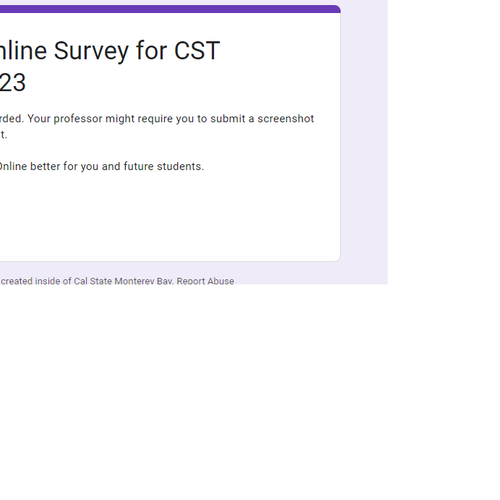 nline Survey for CST
23
rded. Your professor might require you to submit a screenshot
t.
Online better for you and future students.
created inside of Cal State Monterey Bay. Report Abuse